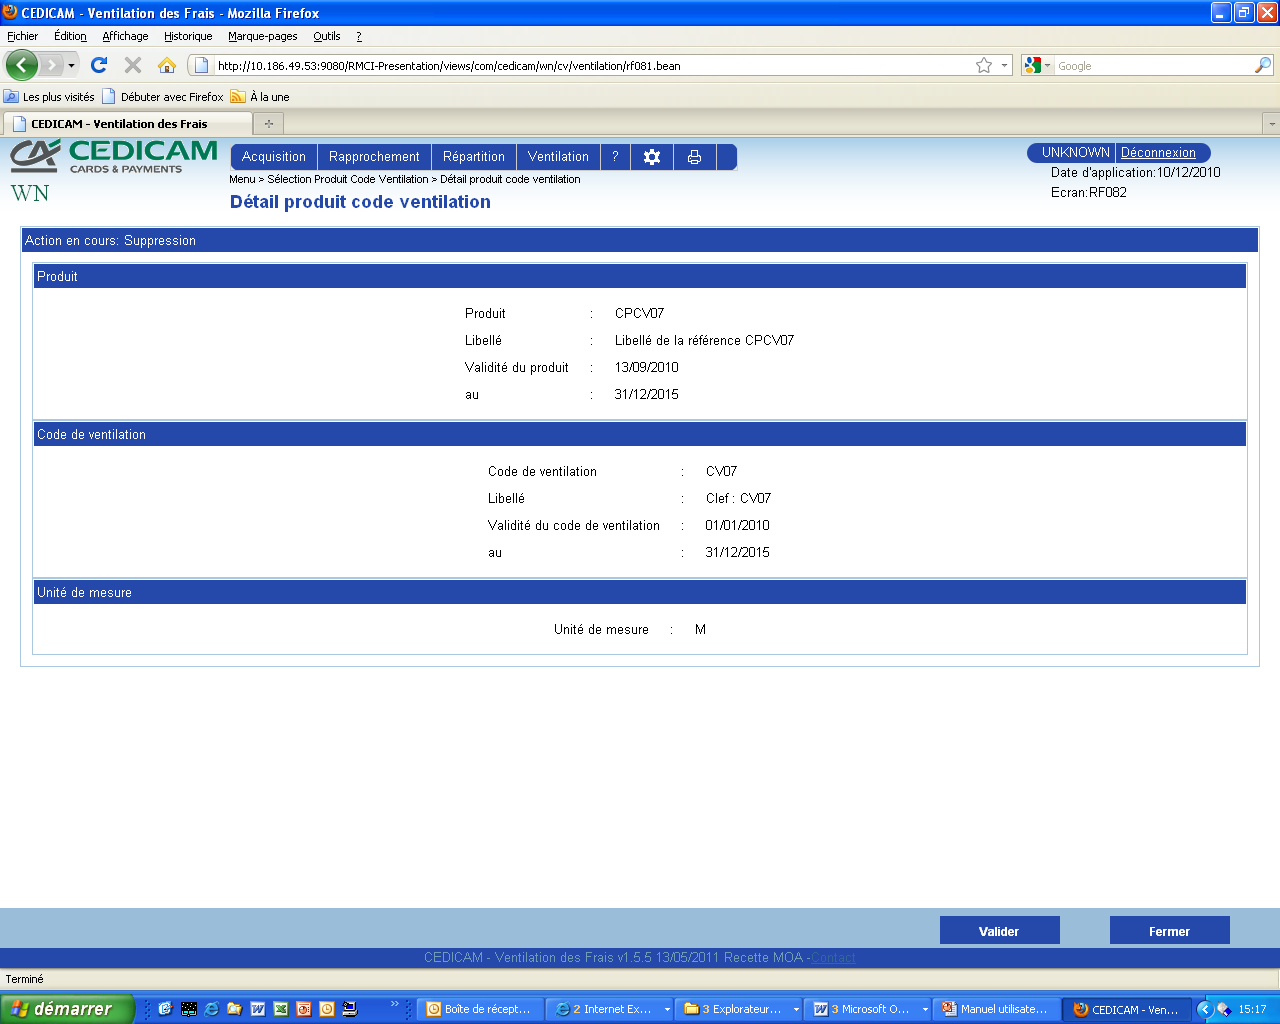 CEDICAM - Ventilation des Frais - Mozilla Firefox
Fichier Édition Affichage Historique Marque-pages Outils ?
http://10.186.49.53:9080/RMCI-Presentation/views/com/cedicam/wn/cv/ventilation/rf081.bean Google
Les plus visités Débuter avec Firefox À la une
CEDICAM - Ventilation des Frais
CEDICAM
CARDS & PAYMENTS
WN
Acquisition Rapprochement Répartition Ventilation ?
UNKNOWN Déconnexion
Menu > Sélection Produit Code Ventilation > Détail produit code ventilation
Date d'application:10/12/2010
Détail produit code ventilation
Ecran:RF082
Action en cours: Suppression
Produit
Produit : CPCV07
Libellé : Libellé de la référence CPCV07
Validité du produit : 13/09/2010
au : 31/12/2015
Code de ventilation
Code de ventilation : CV07
Libellé : Clef : CV07
Validité du code de ventilation : 01/01/2010
au : 31/12/2015
Unité de mesure
Unité de mesure : M
Valider Fermer
CEDICAM - Ventilation des Frais v1.5.5 13/05/2011 Recette MOA -Contact
Terminé
démarrer Boîte de récept... 2 Internet Ex... 3 Explorateur... 3 Microsoft O... Manuel utilisate... CEDICAM - Ven... 15:17